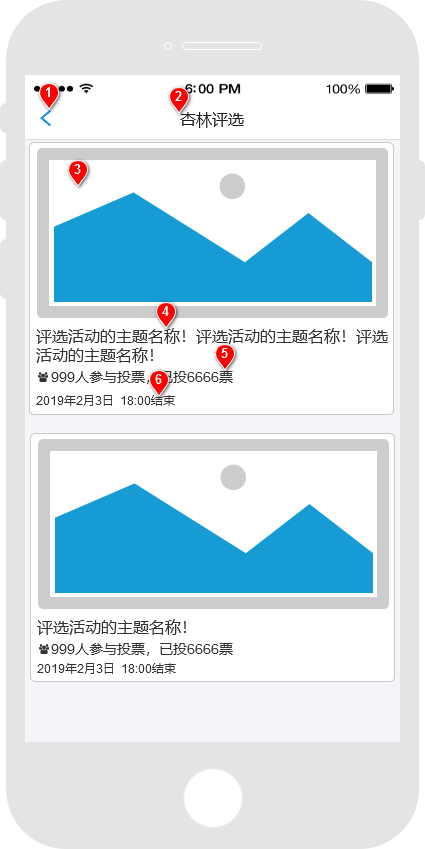 1
2
6:00 PM
100%
杏林评选
3
4
评选活动的主题名称！评选活动的主题名称！评选
活动的主题名称！
5
999人参与投票，已投6666票
6
2019年2月3日 18:00结束
评选活动的主题名称！
999人参与投票，已投6666票
2019年2月3日 18:00结束